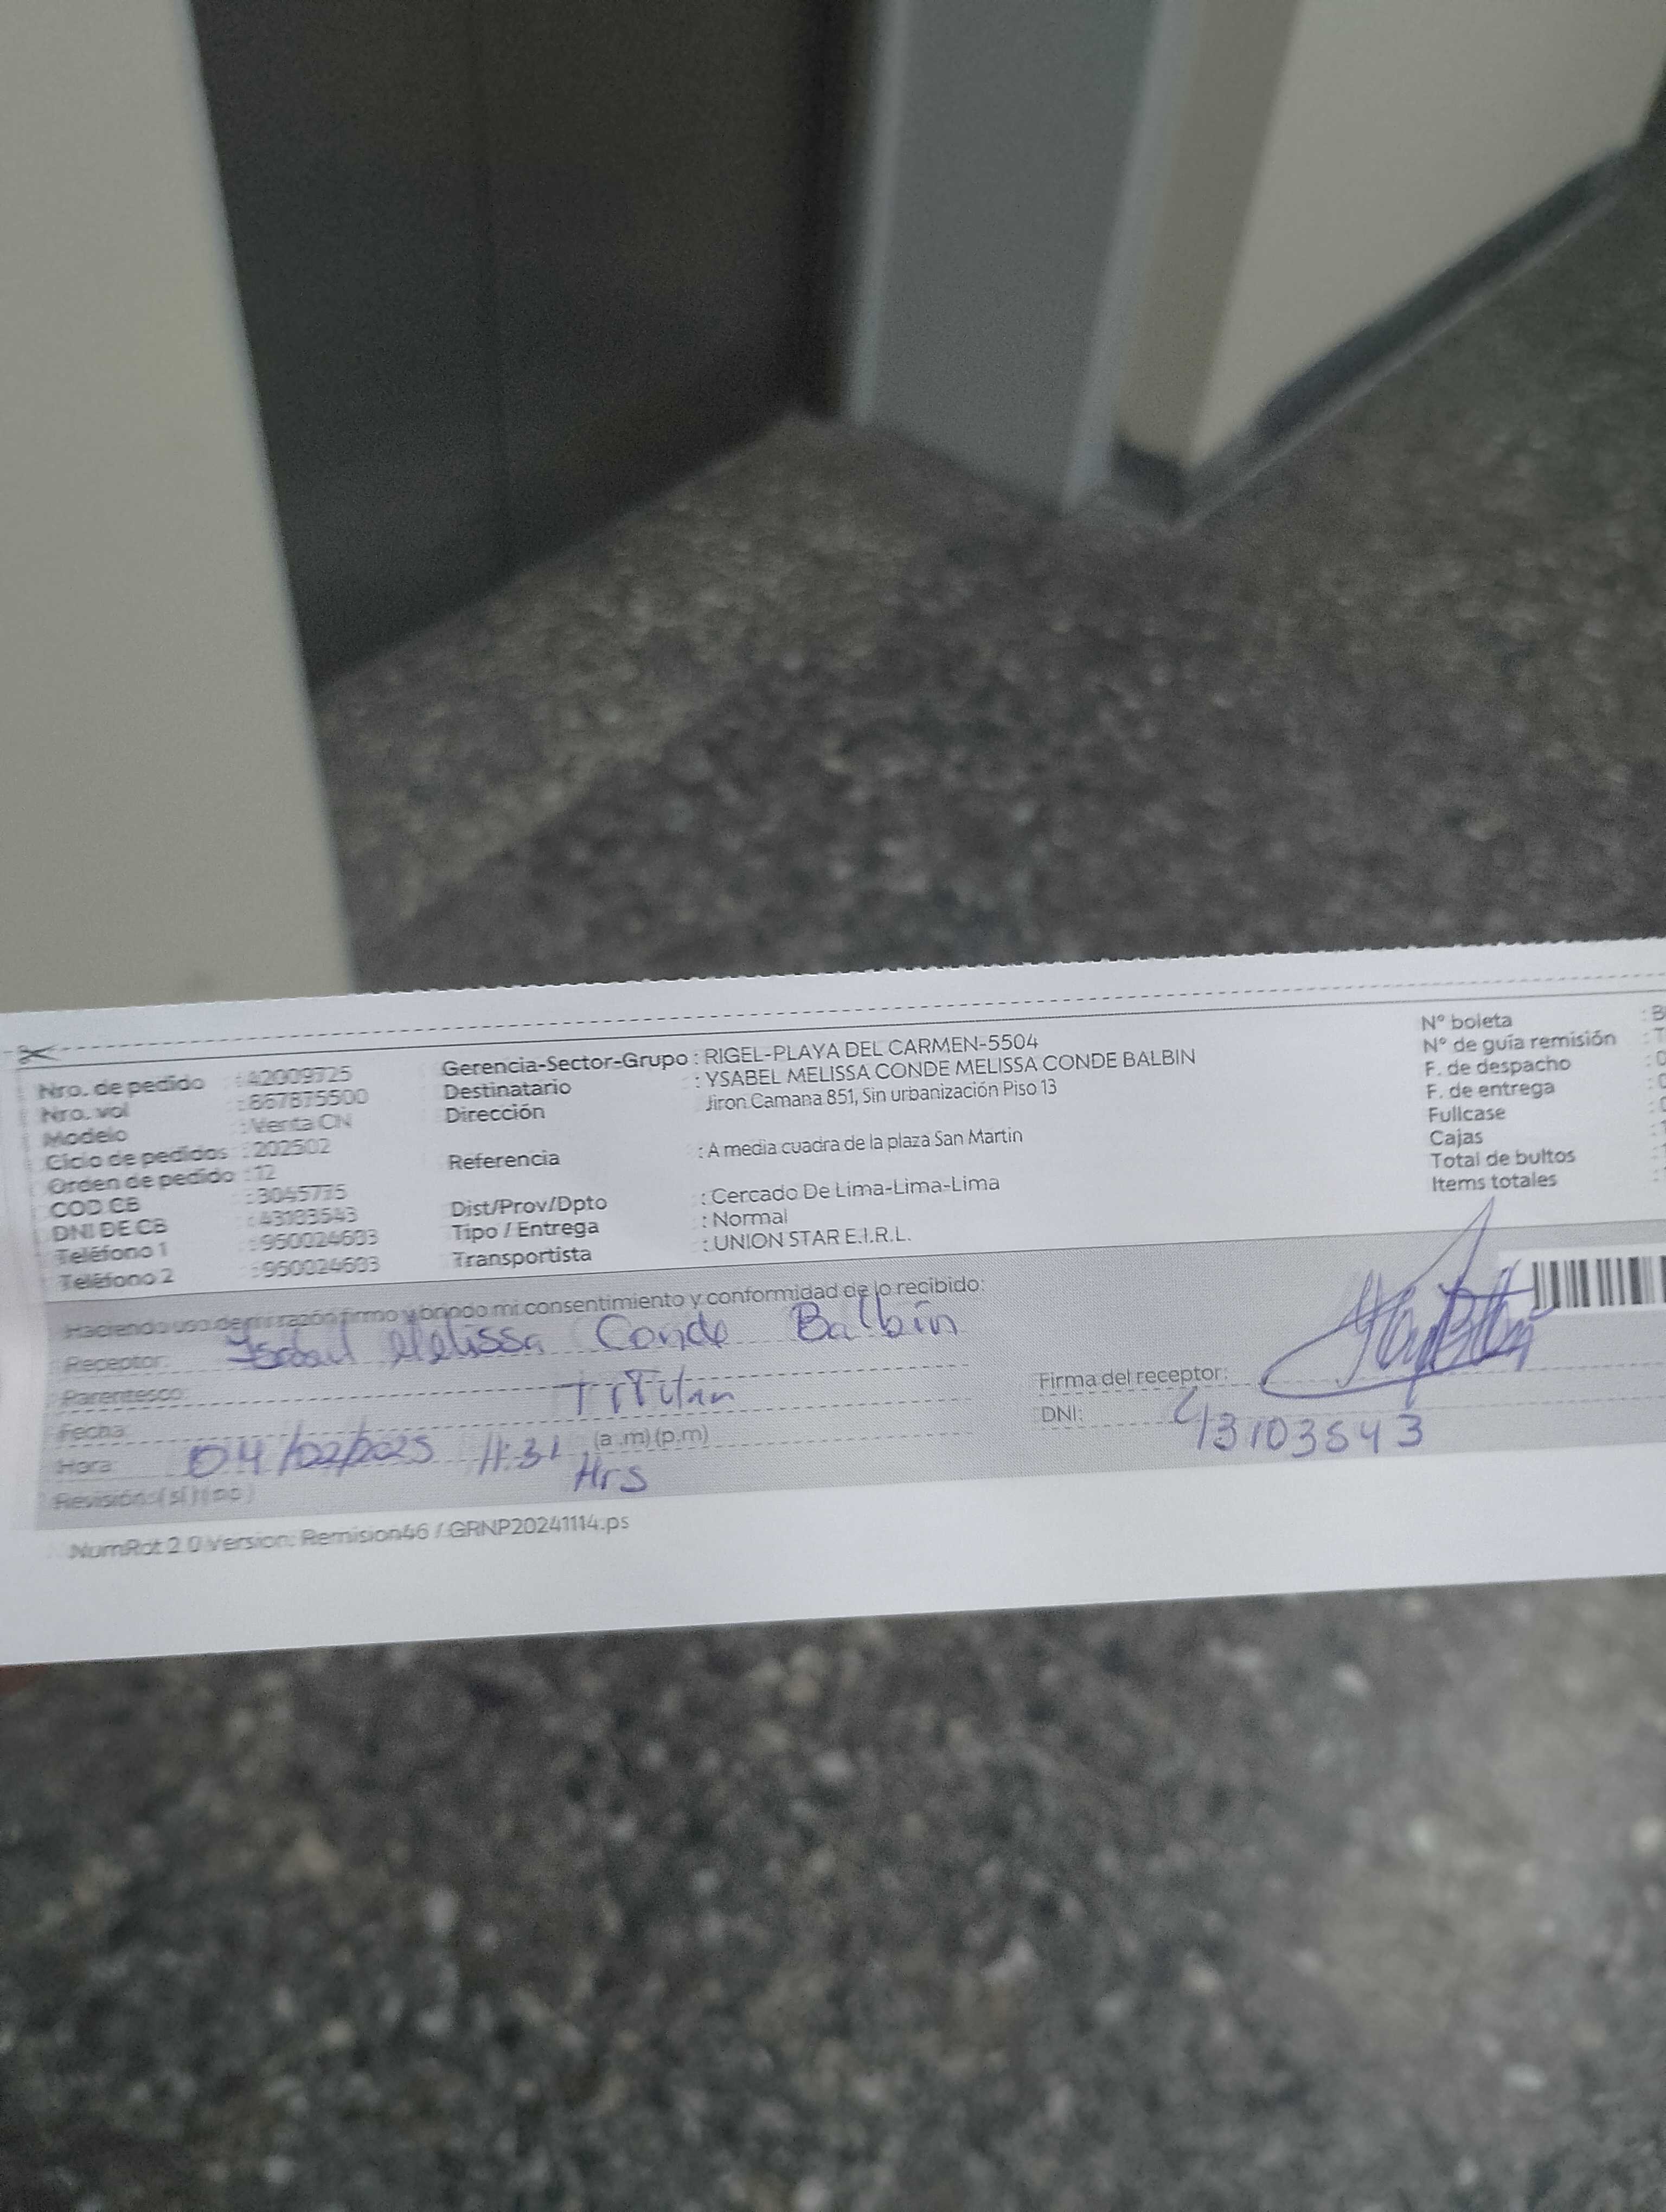 Nro. de pedido : 42009725
Nro. vol : 867875500
Modelo : Venta CN
Ciclo de pedidos : 202502
Orden de pedido : 12
COD CB : 3045775
DNI DE CB : 43103543
Teléfono 1 : 950024603
Teléfono 2 : 950024603
Gerencia-Sector-Grupo : RIGEL-PLAYA DEL CARMEN-5504
Destinatario : YSABEL MELISSA CONDE MELISSA CONDE BALBIN
Dirección Jiron Camana 851, Sin urbanización Piso 13
Referencia : A media cuadra de la plaza San Martin
Dist/Prov/Dpto : Cercado De Lima-Lima-Lima
Tipo / Entrega : Normal
Transportista : UNION STAR E.I.R.L.
N° boleta : B
N° de guía remisión : T
F. de despacho : 0
F. de entrega : 0
Fullcase : 0
Cajas
Total de bultos
Items totales
Haciendo uso de mi razón firmo y brindo mi consentimiento y conformidad de lo recibido:
Receptor: Melissa Conde Balbin
Parentesco: Titular
Fecha:
Hora: 04/02/2025 11:31 (a.m) (p.m)
Hrs
Revisión: (si) (no)
Firma del receptor:
DNI: 43103543
NumRot 2.0 Version: Remision46 / GRNP20241114.ps